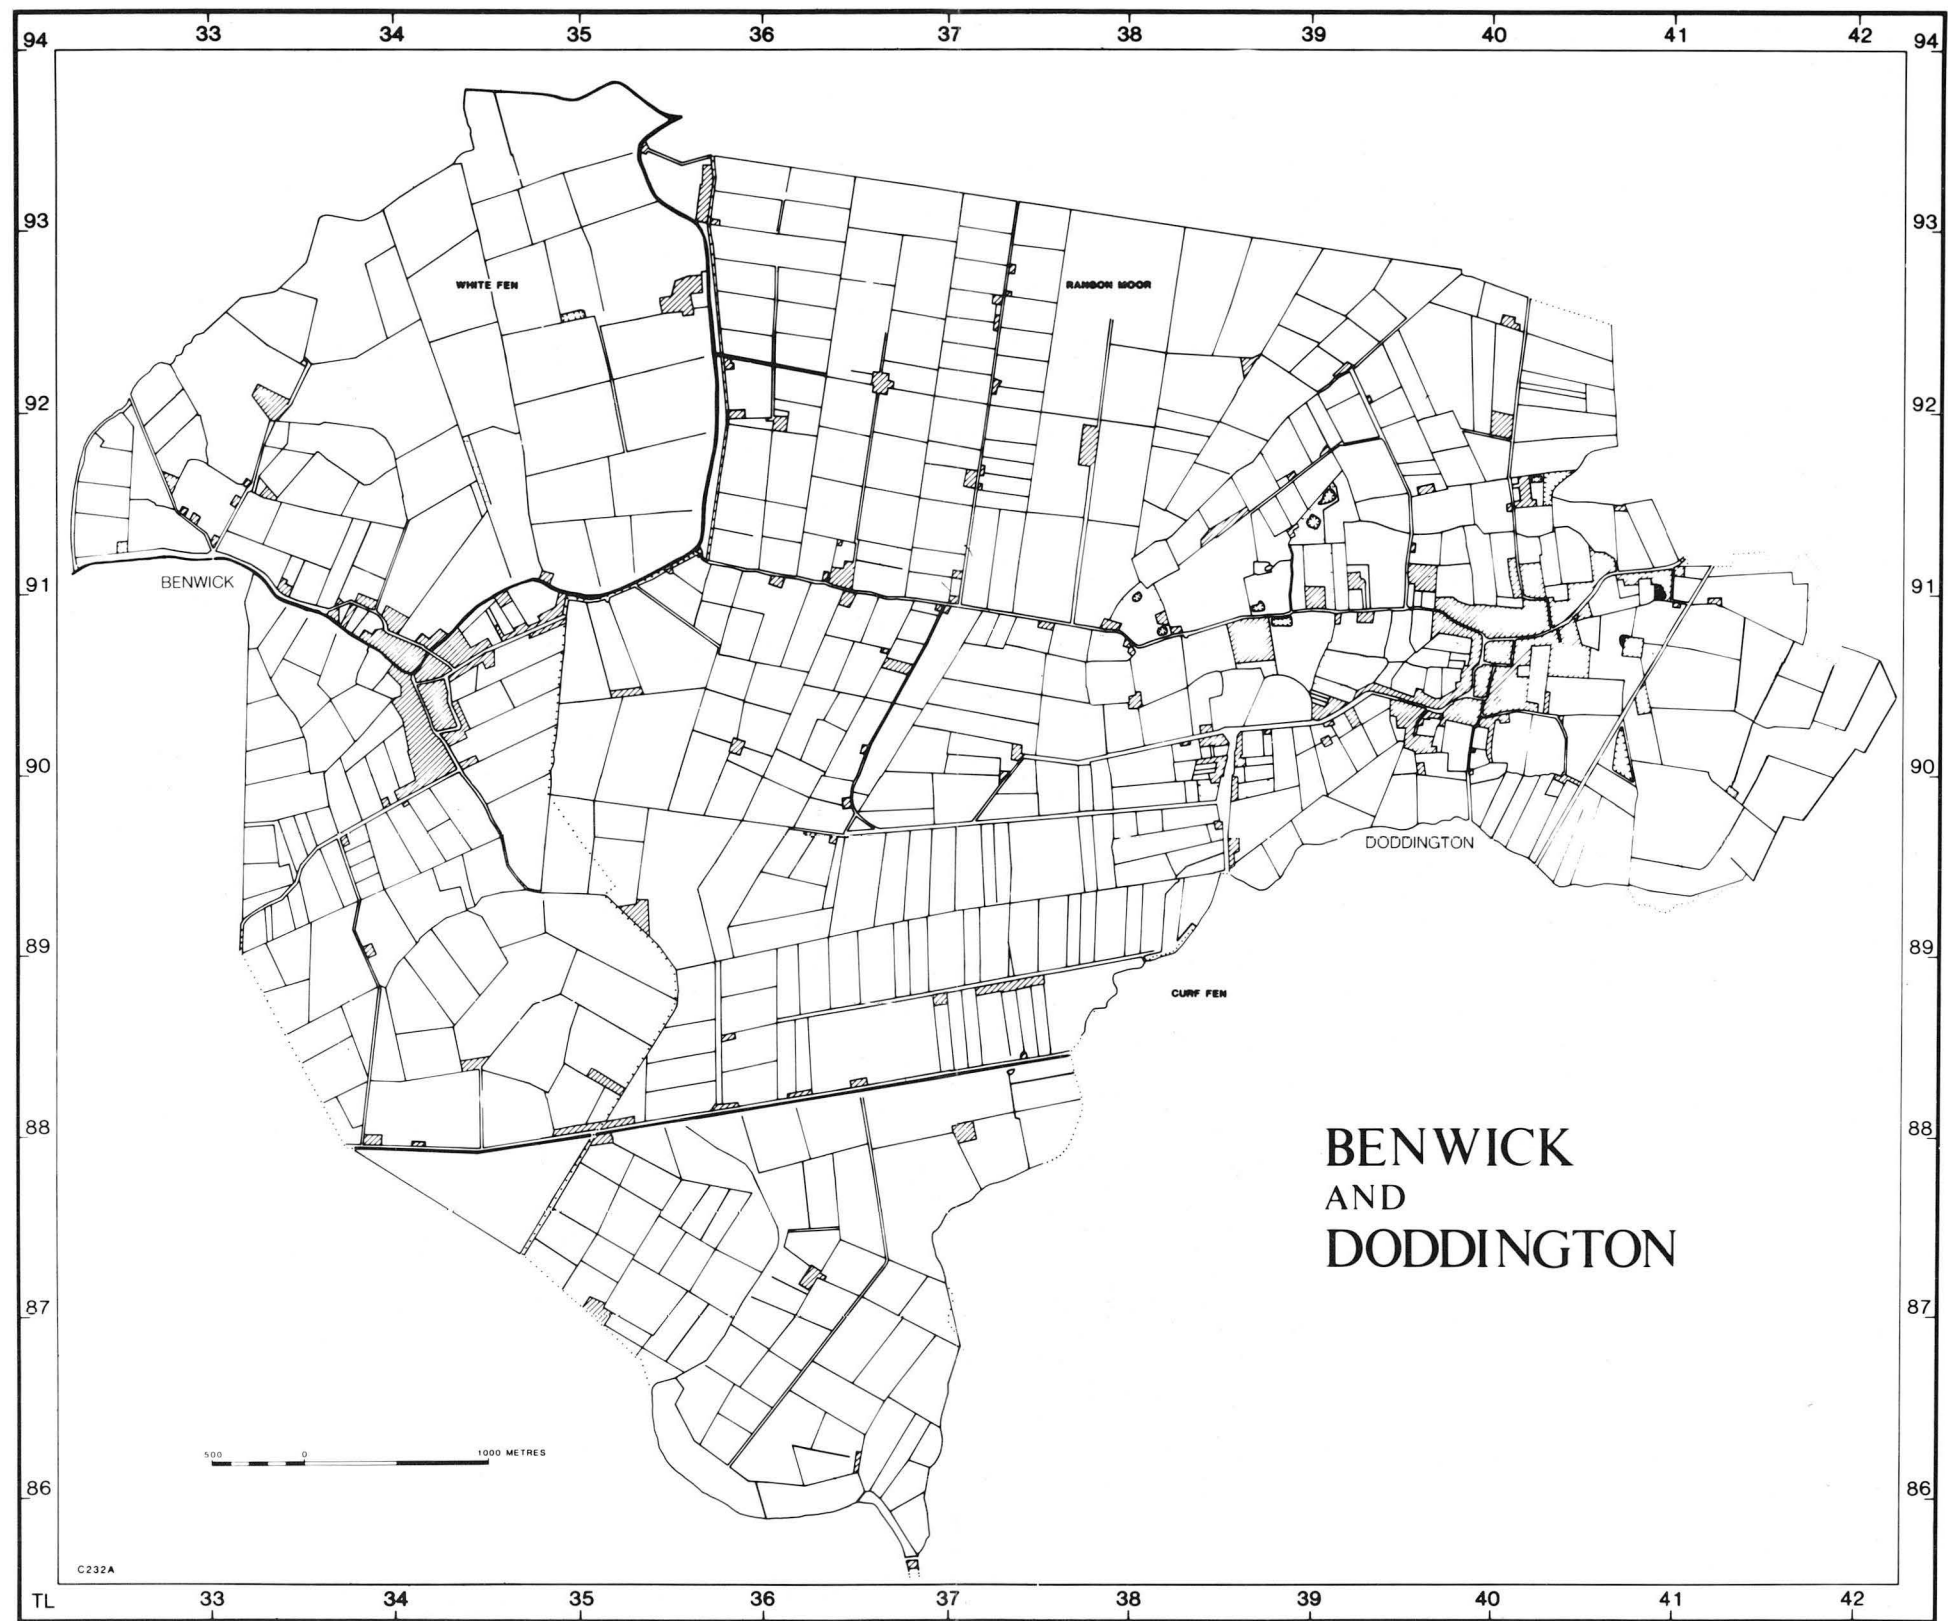 33 34 35 36 37 38 39 40 41 42
94 94
93 93
WHITE FEN
RANSON MOOR
92 92
91 91
BENWICK
90 90
DODDINGTON
89 89
CURF FEN
88 88
BENWICK
AND
DODDINGTON
87 87
500 0 1000 METRES
86 86
C232A
TL 33 34 35 36 37 38 39 40 41 42